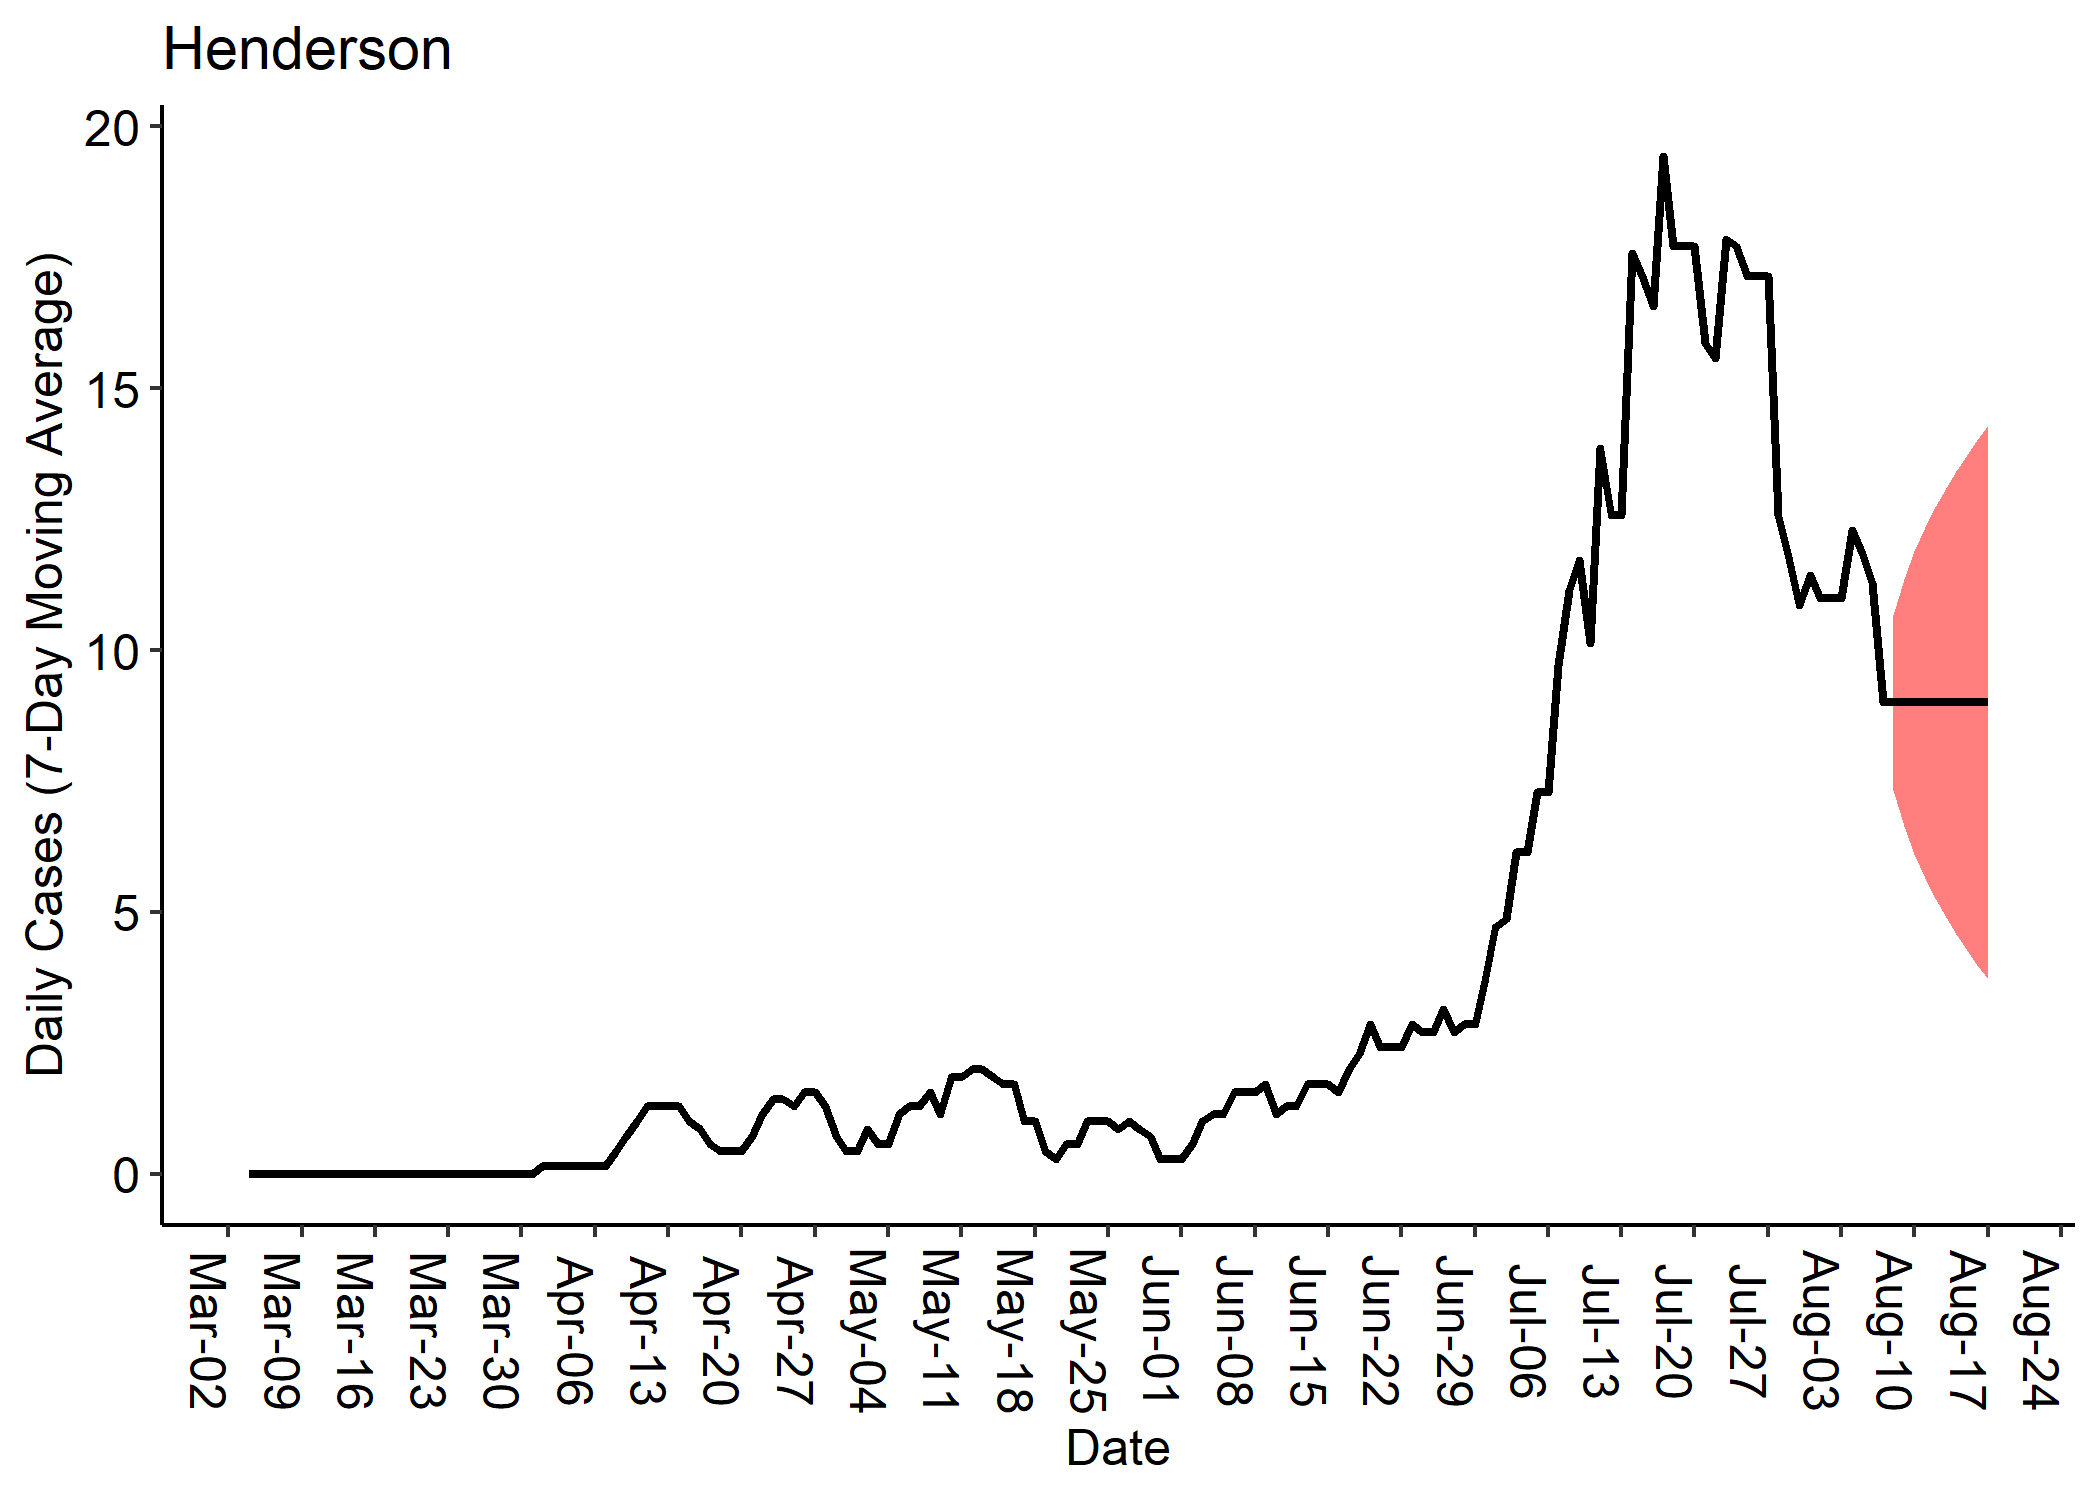 Henderson
Daily Cases (7-Day Moving Average)
20
15
10
5
0
Mar-02
Mar-09
Mar-16
Mar-23
Mar-30
Apr-06
Apr-13
Apr-20
Apr-27
May-04
May-11
May-18
May-25
Jun-01
Jun-08
Jun-15
Jun-22
Jun-29
Jul-06
Jul-13
Jul-20
Jul-27
Aug-03
Aug-10
Aug-17
Aug-24
Date